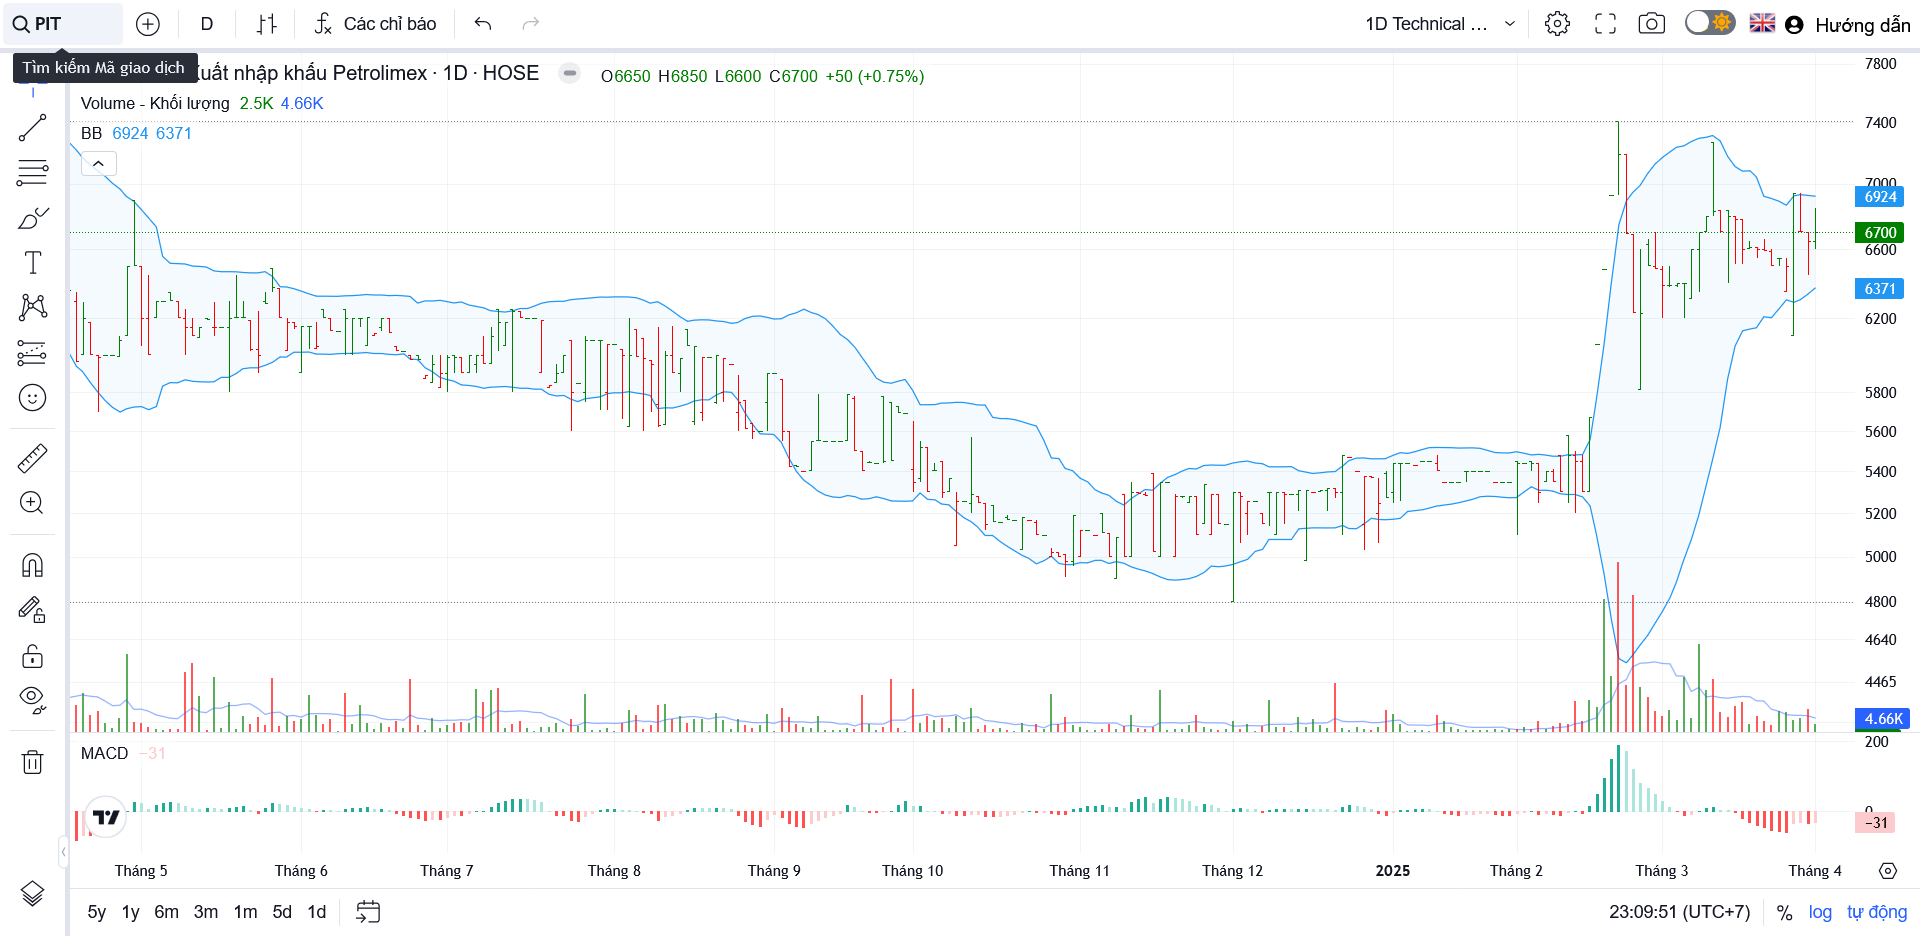 PIT
D
Các chỉ báo
1D Technical ...
Hướng dẫn
Tìm kiếm Mã giao dịch
Xuất nhập khẩu Petrolimex · 1D · HOSE
O6650 H6850 L6600 C6700 +50 (+0.75%)
Volume - Khối lượng 2.5K 4.66K
BB 6924 6371
7800
7400
7000
6924
6700
6600
6371
6200
5800
5600
5400
5200
5000
4800
4640
4465
4.66K
MACD −31
200
0
−31
Tháng 5 Tháng 6 Tháng 7 Tháng 8 Tháng 9 Tháng 10 Tháng 11 Tháng 12 2025 Tháng 2 Tháng 3 Tháng 4
5y 1y 6m 3m 1m 5d 1d
23:09:51 (UTC+7) % log tự động